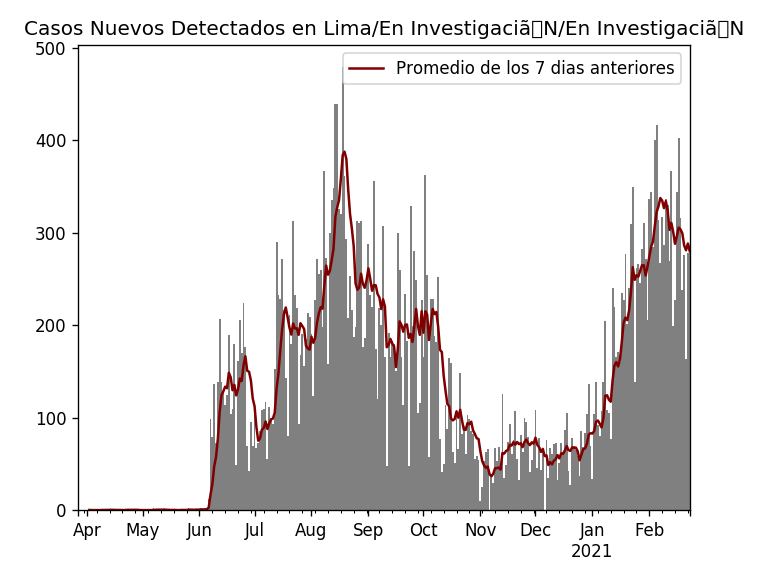 Casos Nuevos Detectados en Lima/En Investigaciã�N/En Investigaciã�N
Promedio de los 7 dias anteriores
500
400
300
200
100
0
Apr May Jun Jul Aug Sep Oct Nov Dec Jan Feb
2021